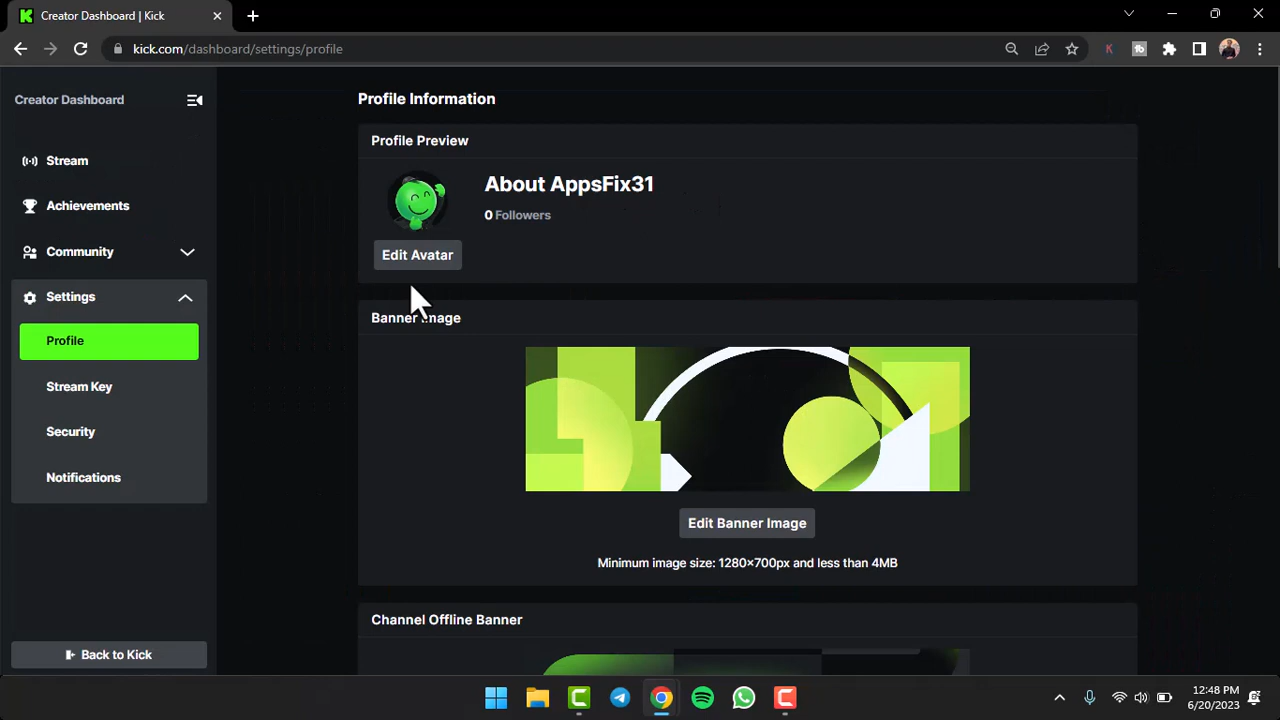 Creator Dashboard | Kick
kick.com/dashboard/settings/profile
Creator Dashboard
Stream
Achievements
Community
Settings
Profile
Stream Key
Security
Notifications
Back to Kick
Profile Information
Profile Preview
About AppsFix31
0 Followers
Edit Avatar
Banner Image
Edit Banner Image
Minimum image size: 1280×700px and less than 4MB
Channel Offline Banner
12:48 PM
6/20/2023